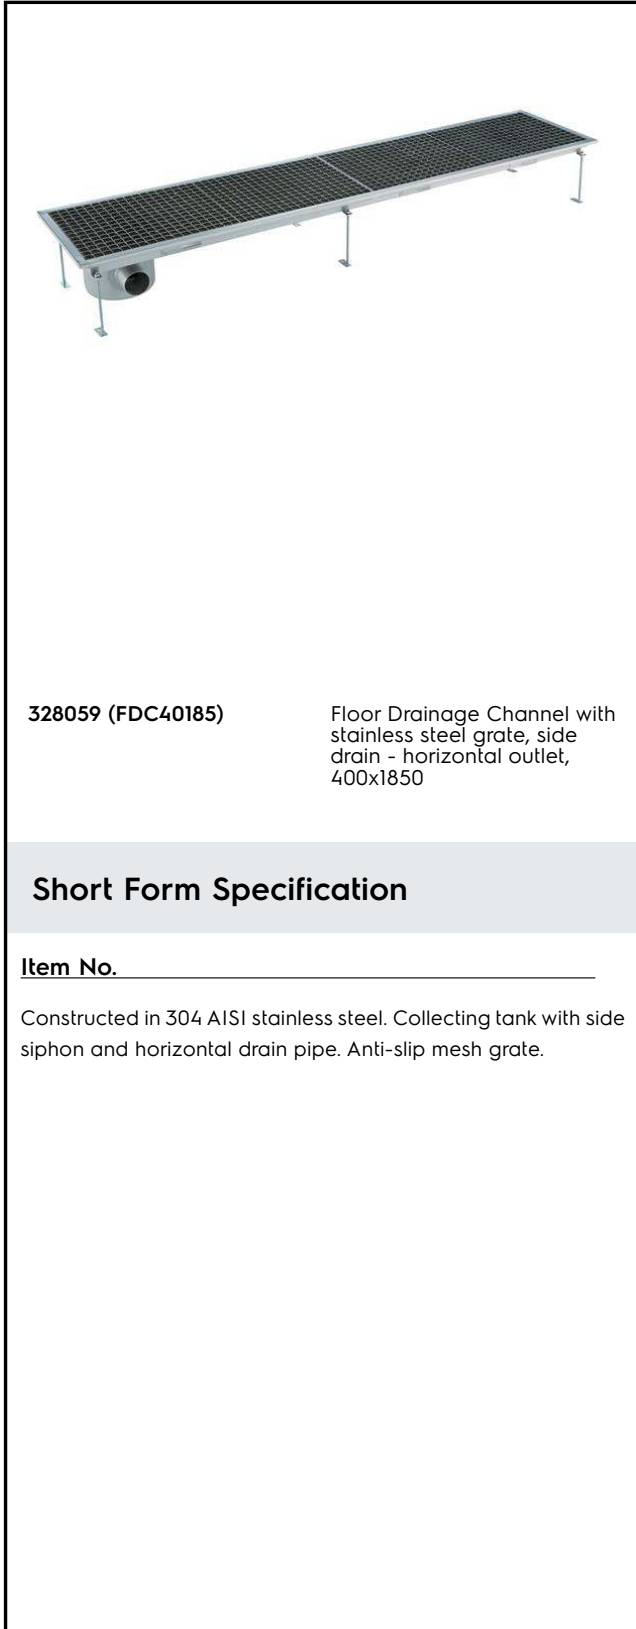 328059 (FDC40185)
Floor Drainage Channel with
stainless steel grate, side
drain - horizontal outlet,
400x1850
Short Form Specification
Item No.
Constructed in 304 AISI stainless steel. Collecting tank with side
siphon and horizontal drain pipe. Anti-slip mesh grate.